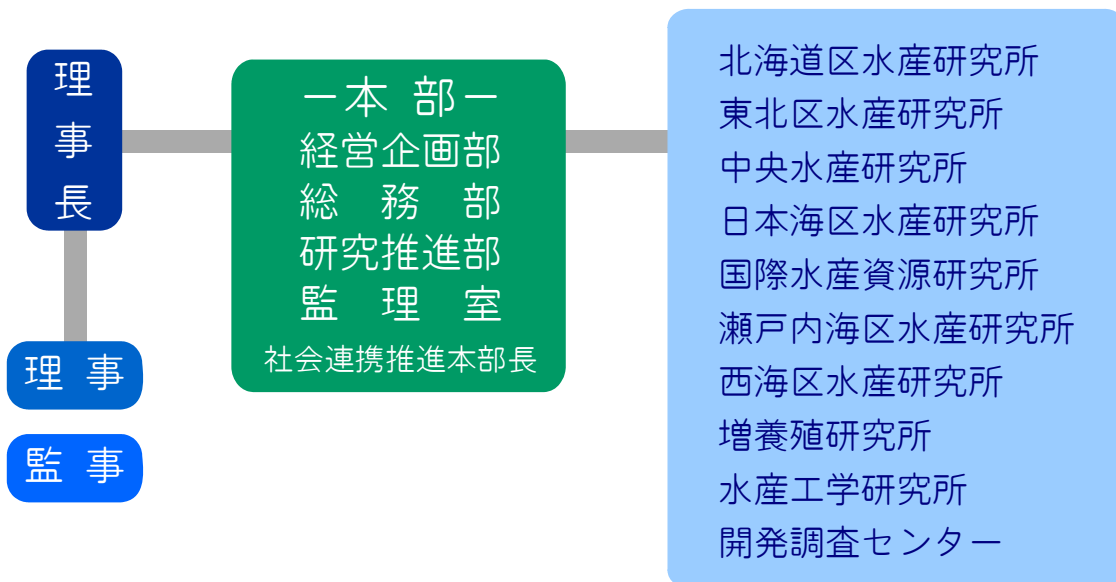 理事長
理 事
監 事
－本 部－
経営企画部
総 務 部
研究推進部
監 理 室
社会連携推進本部長
北海道区水産研究所
東北区水産研究所
中央水産研究所
日本海区水産研究所
国際水産資源研究所
瀬戸内海区水産研究所
西海区水産研究所
増養殖研究所
水産工学研究所
開発調査センター